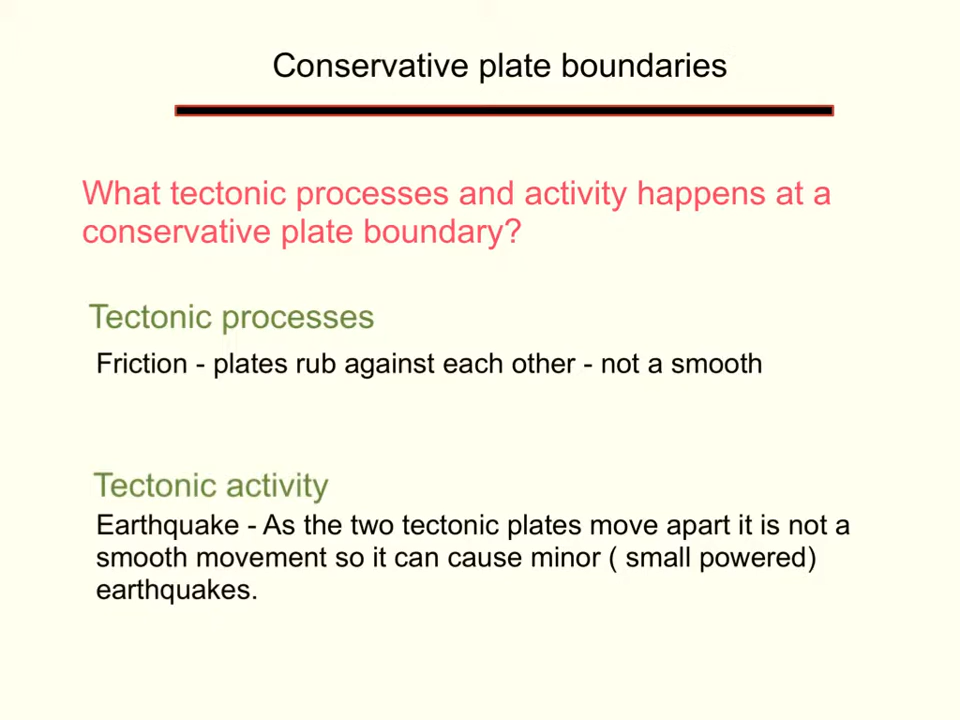 Conservative plate boundaries
What tectonic processes and activity happens at a
conservative plate boundary?
Tectonic processes
Friction - plates rub against each other - not a smooth
Tectonic activity
Earthquake - As the two tectonic plates move apart it is not a
smooth movement so it can cause minor ( small powered)
earthquakes.